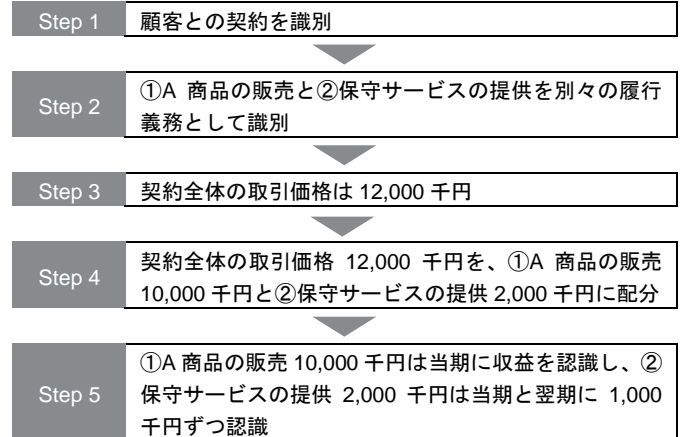 Step 1
顧客との契約を識別
Step 2
①A 商品の販売と②保守サービスの提供を別々の履行
義務として識別
Step 3
契約全体の取引価格は 12,000 千円
Step 4
契約全体の取引価格 12,000 千円を、①A 商品の販売
10,000 千円と②保守サービスの提供 2,000 千円に配分
Step 5
①A 商品の販売 10,000 千円は当期に収益を認識し、②
保守サービスの提供 2,000 千円は当期と翌期に 1,000
千円ずつ認識